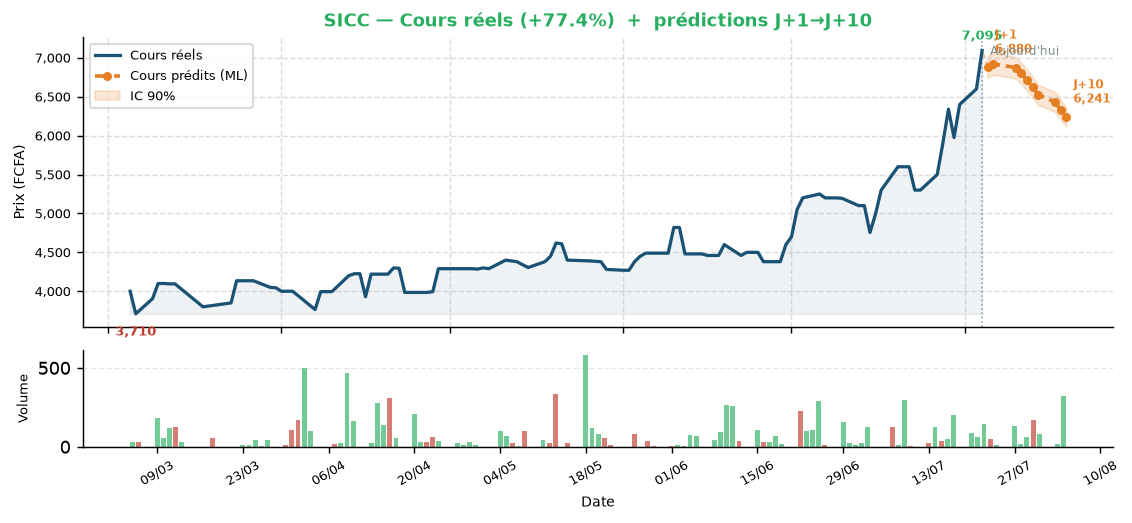 SICC — Cours réels (+77.4%) + prédictions J+1→J+10
Cours réels
Cours prédits (ML)
IC 90%
7,095
J+1
6,880
Aujourd'hui
J+10
6,241
3,710
Prix (FCFA)
7,000
6,500
6,000
5,500
5,000
4,500
4,000
Volume
500
0
09/03
23/03
06/04
20/04
04/05
18/05
01/06
15/06
29/06
13/07
27/07
10/08
Date